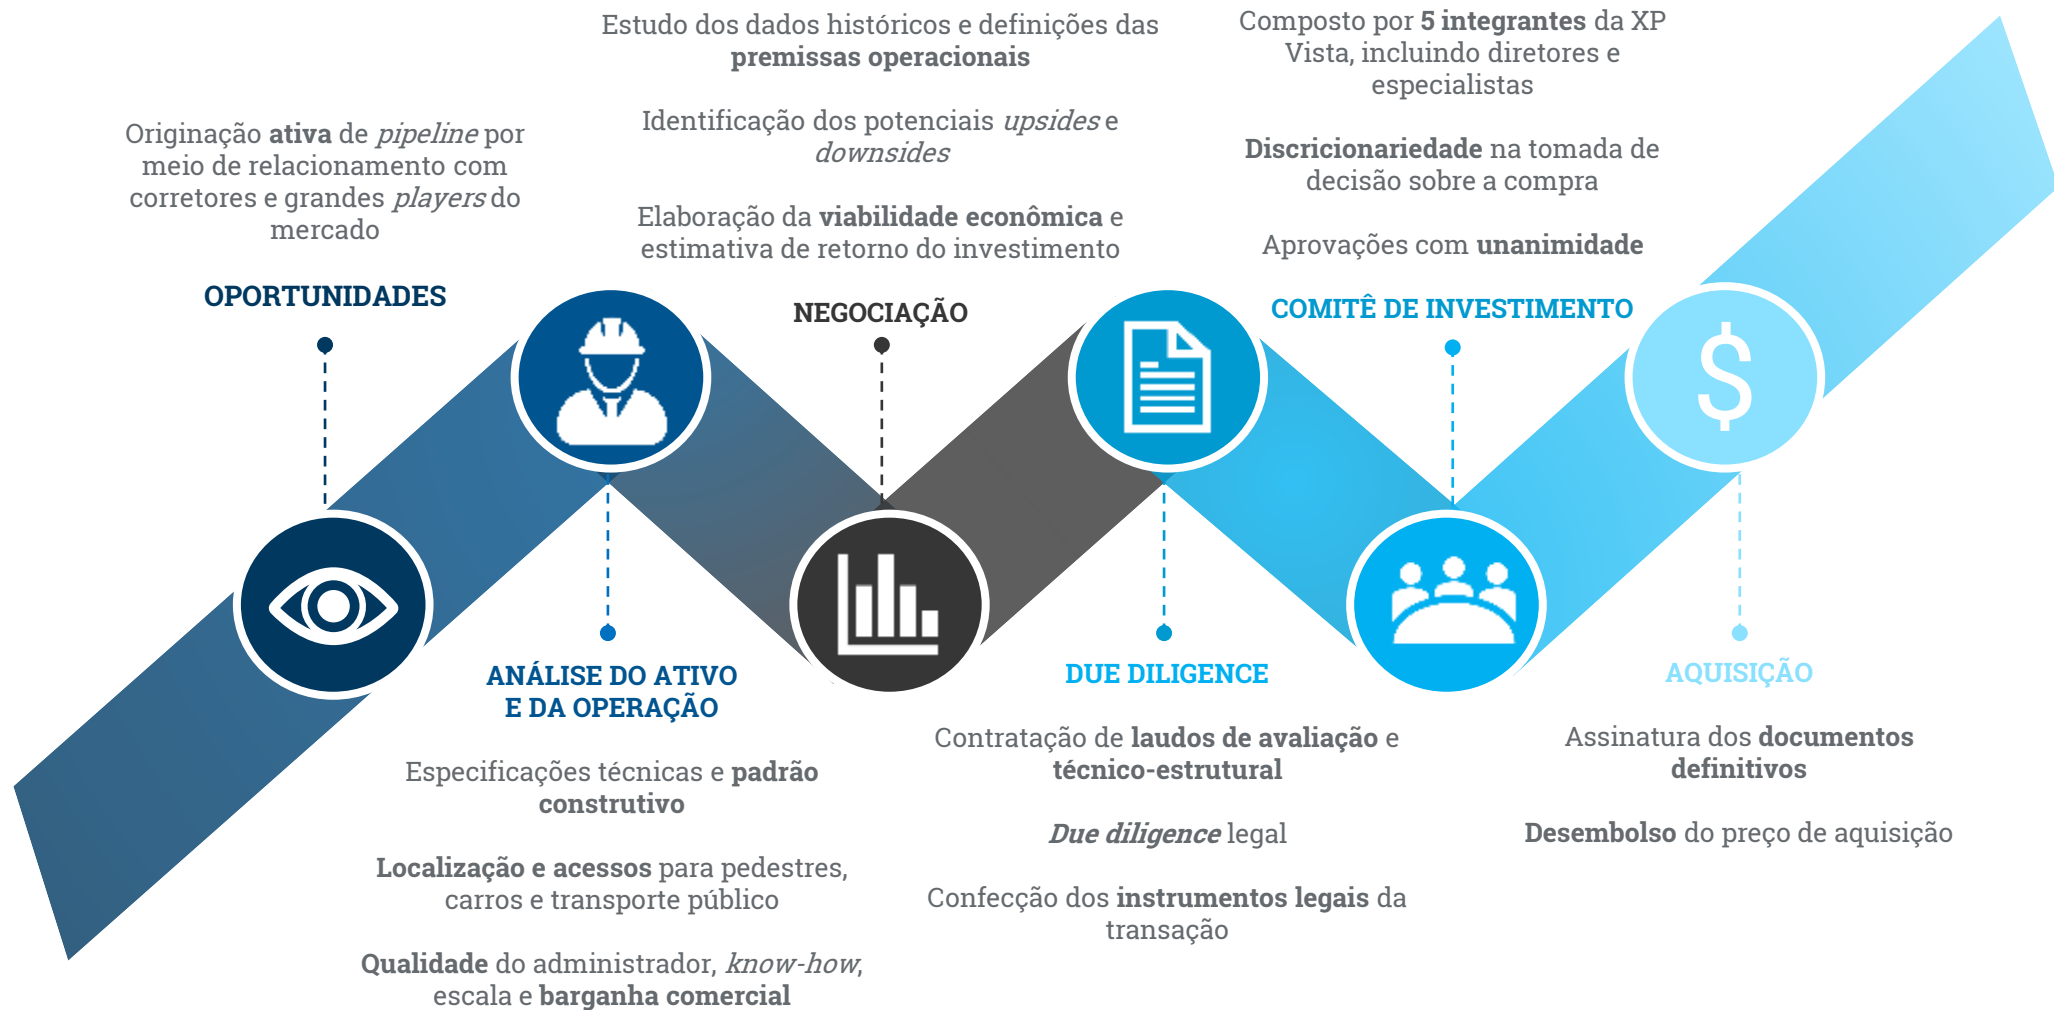 Originação ativa de pipeline por
meio de relacionamento com
corretores e grandes players do
mercado
OPORTUNIDADES
ANÁLISE DO ATIVO
E DA OPERAÇÃO
Especificações técnicas e padrão
construtivo
Localização e acessos para pedestres,
carros e transporte público
Qualidade do administrador, know-how,
escala e barganha comercial
Estudo dos dados históricos e definições das
premissas operacionais
Identificação dos potenciais upsides e
downsides
Elaboração da viabilidade econômica e
estimativa de retorno do investimento
NEGOCIAÇÃO
DUE DILIGENCE
Contratação de laudos de avaliação e
técnico-estrutural
Due diligence legal
Confecção dos instrumentos legais da
transação
Composto por 5 integrantes da XP
Vista, incluindo diretores e
especialistas
Discricionariedade na tomada de
decisão sobre a compra
Aprovações com unanimidade
COMITÊ DE INVESTIMENTO
$
AQUISIÇÃO
Assinatura dos documentos
definitivos
Desembolso do preço de aquisição